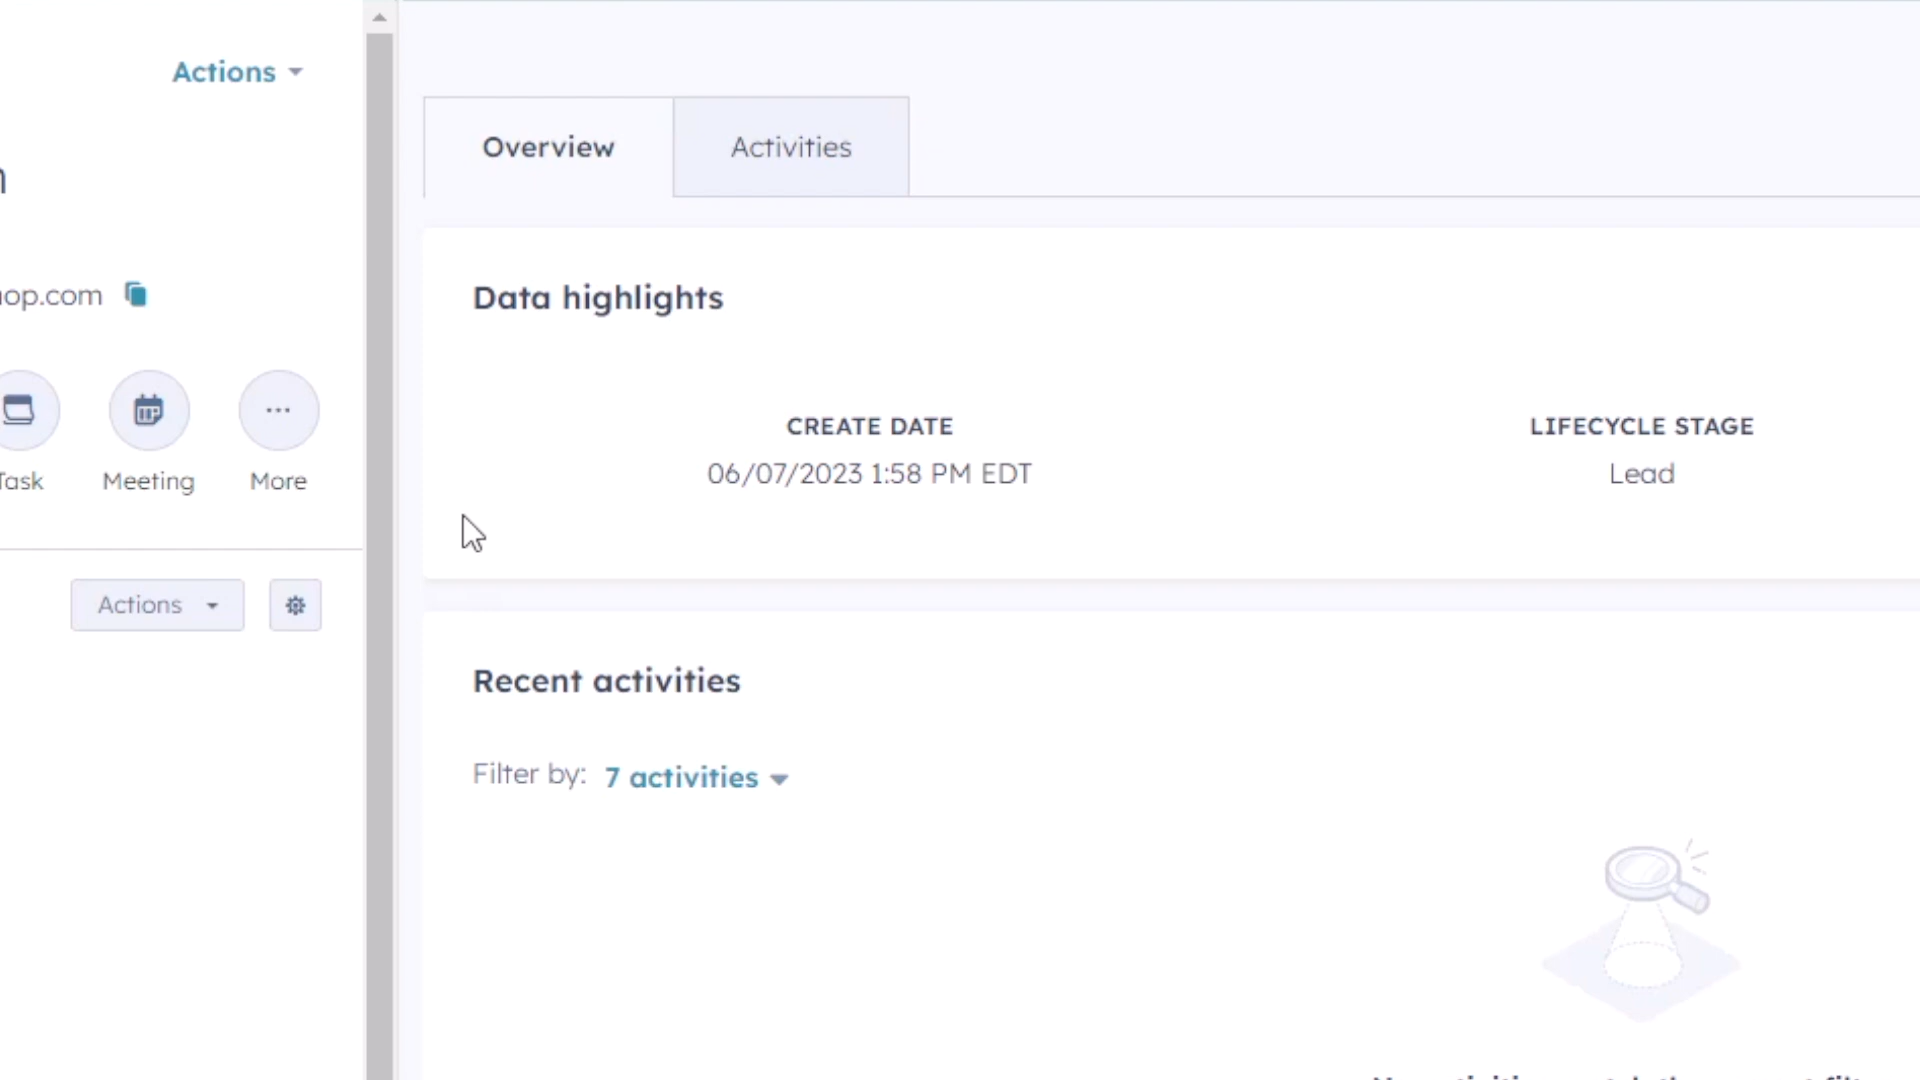 Actions
Overview
Activities
Data highlights
op.com
CREATE DATE
LIFECYCLE STAGE
06/07/2023 1:58 PM EDT
Lead
Task
Meeting
More
Actions
Recent activities
Filter by: 7 activities